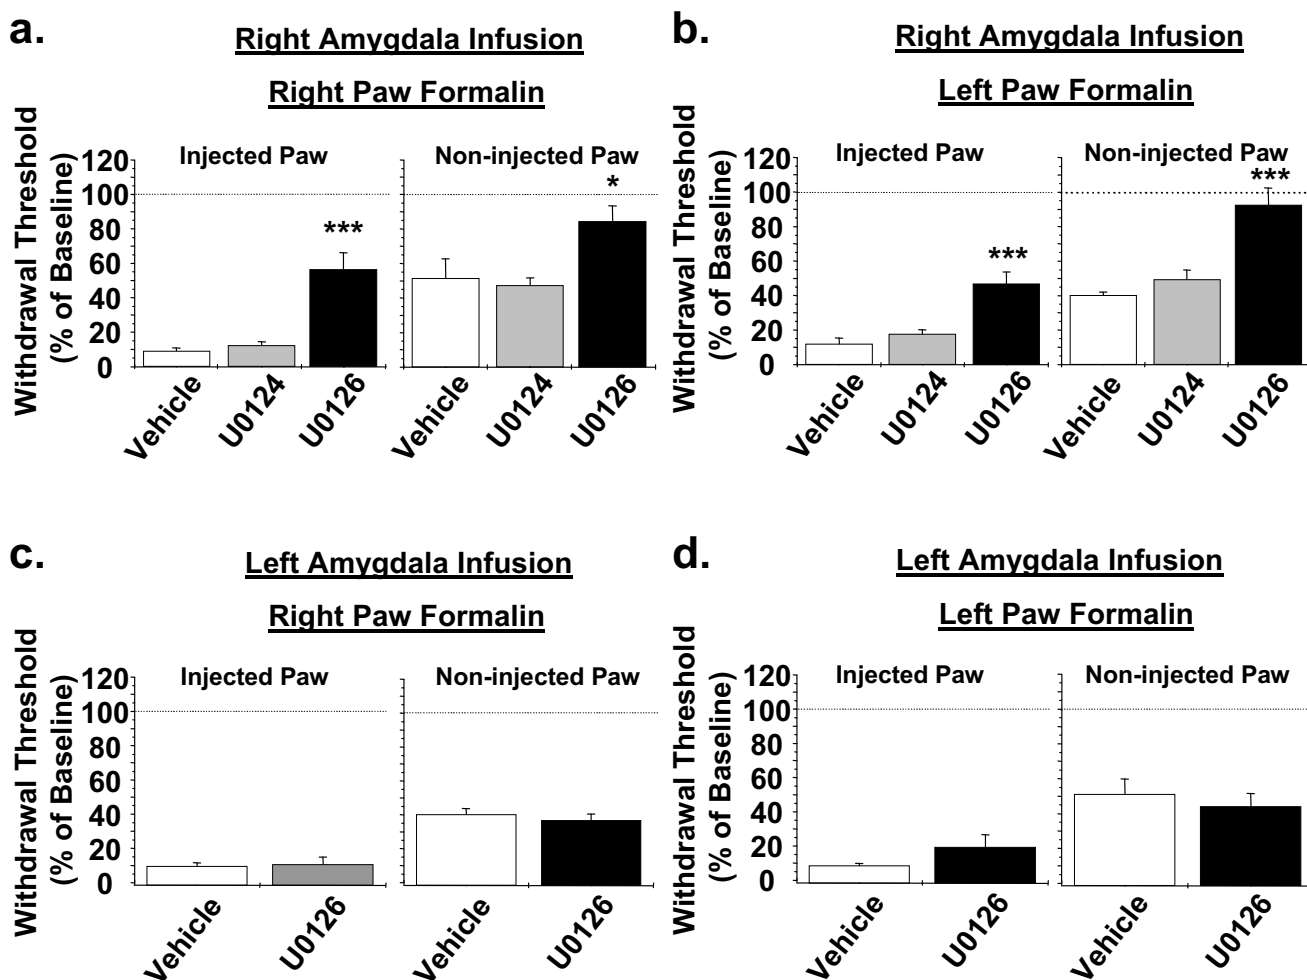 a.
Right Amygdala Infusion
Right Paw Formalin
Withdrawal Threshold
(% of Baseline)
Injected Paw
Non-injected Paw
120
100
80
60
40
20
0
***
*
Vehicle
U0124
U0126
Vehicle
U0124
U0126
b.
Right Amygdala Infusion
Left Paw Formalin
Withdrawal Threshold
(% of Baseline)
Injected Paw
Non-injected Paw
120
100
80
60
40
20
0
***
***
Vehicle
U0124
U0126
Vehicle
U0124
U0126
c.
Left Amygdala Infusion
Right Paw Formalin
Withdrawal Threshold
(% of Baseline)
Injected Paw
Non-injected Paw
120
100
80
60
40
20
0
Vehicle
U0126
Vehicle
U0126
d.
Left Amygdala Infusion
Left Paw Formalin
Withdrawal Threshold
(% of Baseline)
Injected Paw
Non-injected Paw
120
100
80
60
40
20
0
Vehicle
U0126
Vehicle
U0126